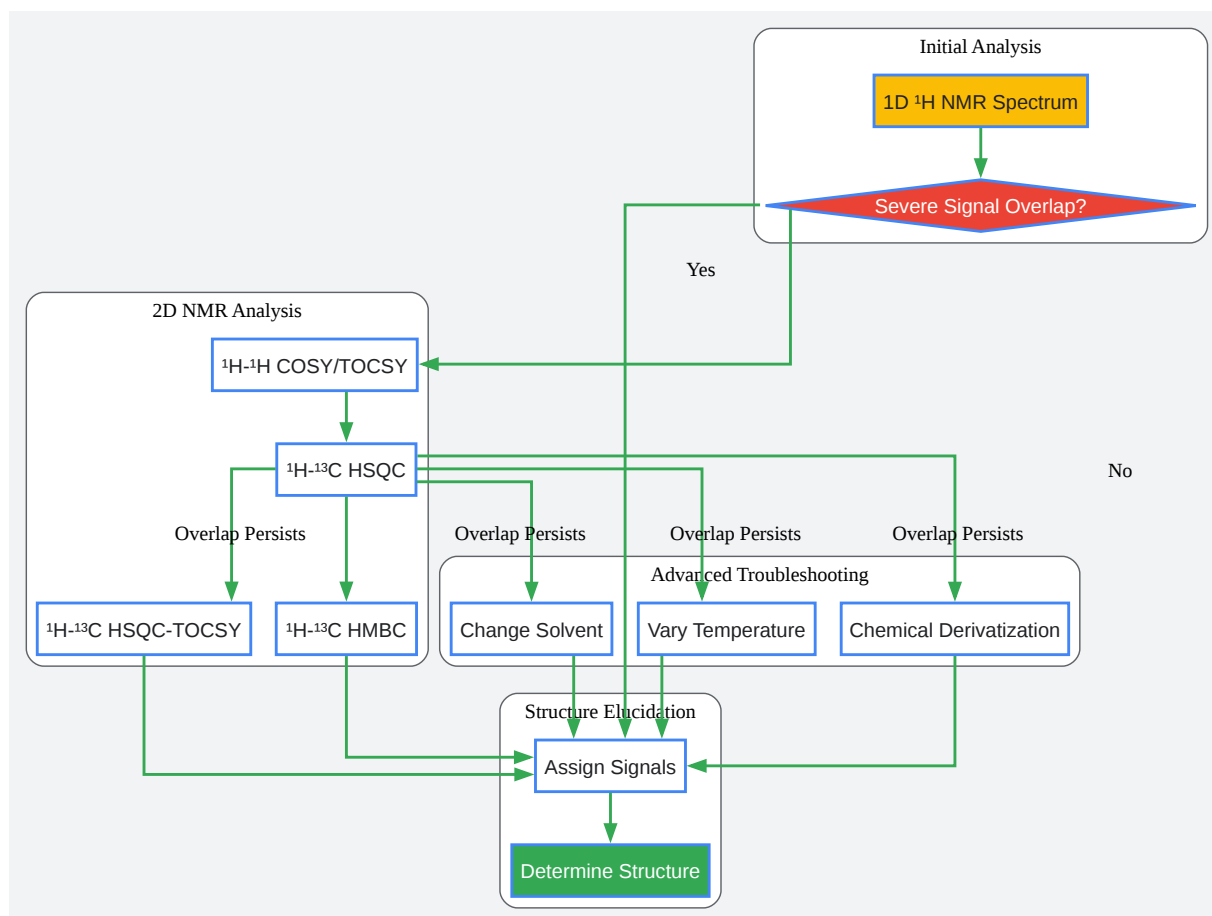 Initial Analysis
1D ¹H NMR Spectrum
Severe Signal Overlap?
Yes
2D NMR Analysis
¹H-¹H COSY/TOCSY
¹H-¹³C HSQC
No
Overlap Persists
Overlap Persists
Overlap Persists
Overlap Persists
Advanced Troubleshooting
¹H-¹³C HSQC-TOCSY
¹H-¹³C HMBC
Change Solvent
Vary Temperature
Chemical Derivatization
Structure Elucidation
Assign Signals
Determine Structure